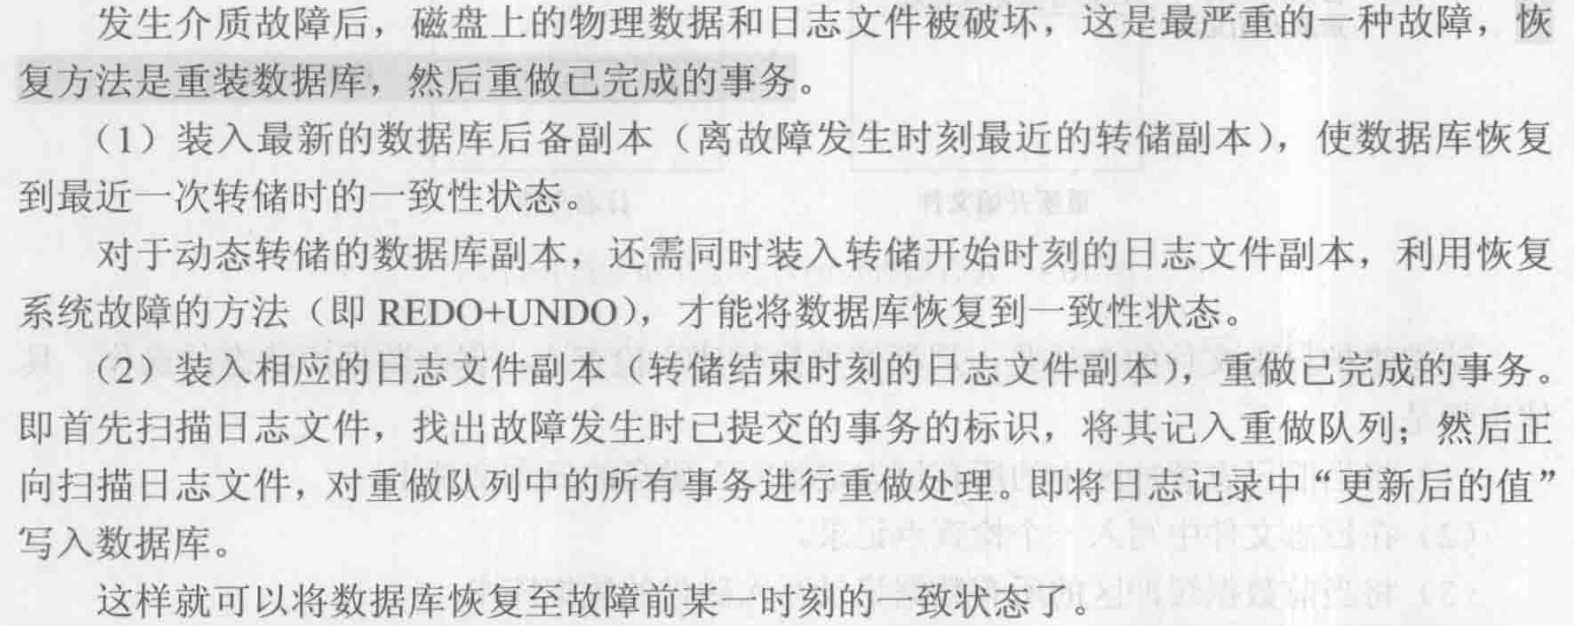 发生介质故障后，磁盘上的物理数据和日志文件被破坏，这是最严重的一种故障，恢
复方法是重装数据库，然后重做已完成的事务。
（1）装入最新的数据库后备副本（离故障发生时刻最近的转储副本），使数据库恢复
到最近一次转储时的一致性状态。
对于动态转储的数据库副本，还需同时装入转储开始时刻的日志文件副本，利用恢复
系统故障的方法（即 REDO+UNDO），才能将数据库恢复到一致性状态。
（2）装入相应的日志文件副本（转储结束时刻的日志文件副本），重做已完成的事务。
即首先扫描日志文件，找出故障发生时已提交的事务的标识，将其记入重做队列；然后正
向扫描日志文件，对重做队列中的所有事务进行重做处理。即将日志记录中“更新后的值”
写入数据库。
这样就可以将数据库恢复至故障前某一时刻的一致状态了。